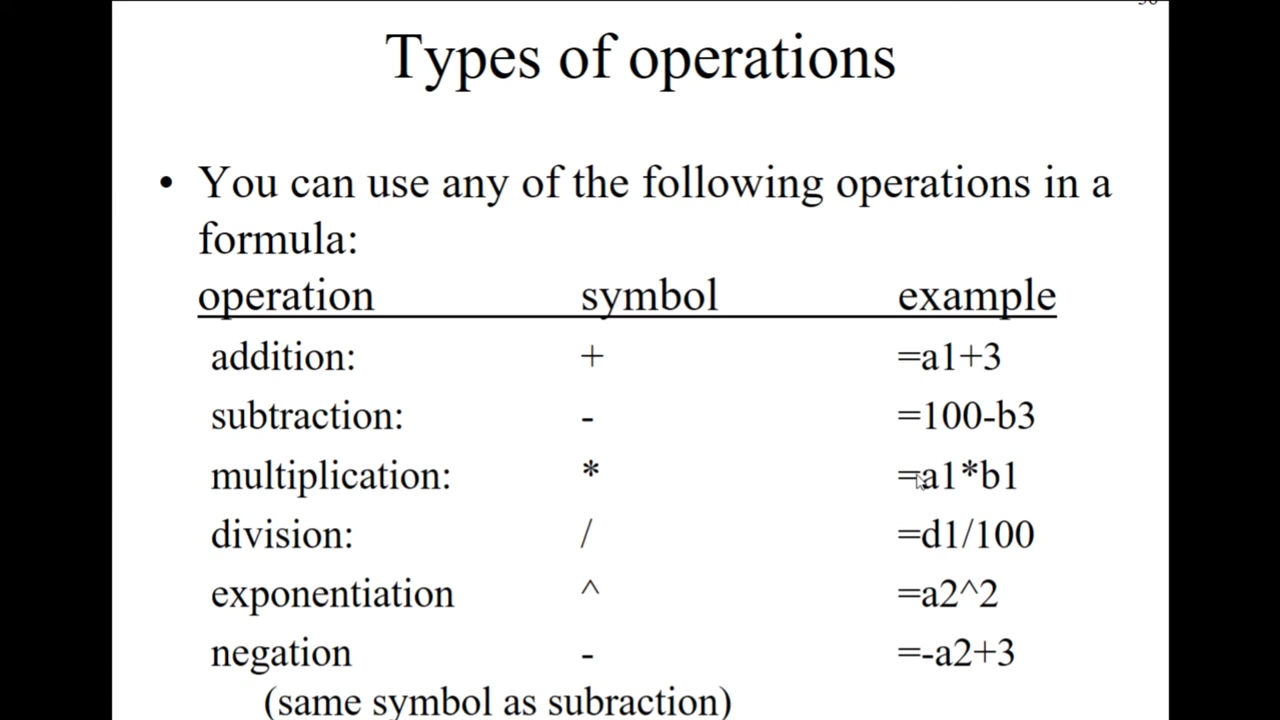 Types of operations
• You can use any of the following operations in a
formula:
operation symbol example
addition: + =a1+3
subtraction: - =100-b3
multiplication: * =a1*b1
division: / =d1/100
exponentiation ^ =a2^2
negation - =-a2+3
(same symbol as subraction)